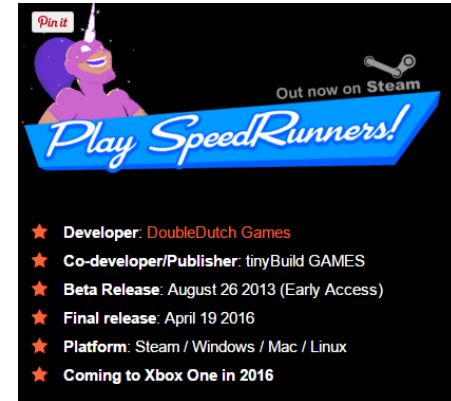 Pin it
Out now on Steam
Play SpeedRunners!
Developer: DoubleDutch Games
Co-developer/Publisher: tinyBuild GAMES
Beta Release: August 26 2013 (Early Access)
Final release: April 19 2016
Platform: Steam / Windows / Mac / Linux
Coming to Xbox One in 2016